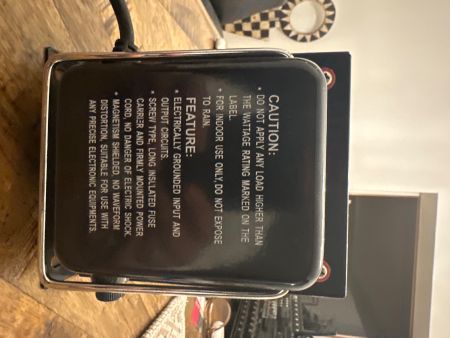 CAUTION:
• DO NOT APPLY ANY LOAD HIGHER THAN
THE WATTAGE RATING MARKED ON THE
LABEL.
• FOR INDOOR USE ONLY, DO NOT EXPOSE
TO RAIN.
FEATURE:
• ELECTRICALLY GROUNDED INPUT AND
OUTPUT CIRCUITS.
• SCREW TYPE, LONG INSULATED FUSE
CARRIER AND FIRMLY MOUNTED POWER
CORD, NO DANGER OF ELECTRIC SHOCK.
• MAGNETISM SHIELDED, NO WAVEFORM
DISTORTION, SUITABLE FOR USE WITH
ANY PRECISE ELECTRONIC EQUIPMENTS.